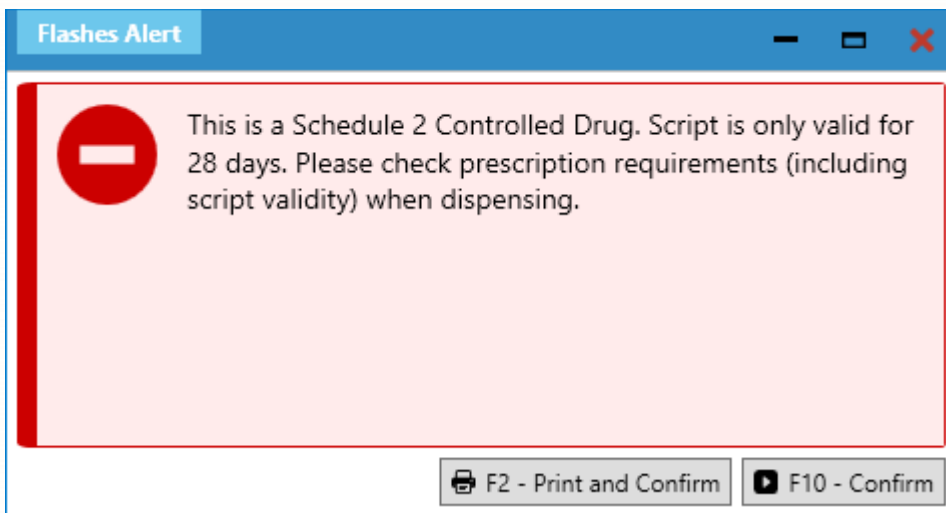 Flashes Alert
This is a Schedule 2 Controlled Drug. Script is only valid for
28 days. Please check prescription requirements (including
script validity) when dispensing.
F2 - Print and Confirm
F10 - Confirm